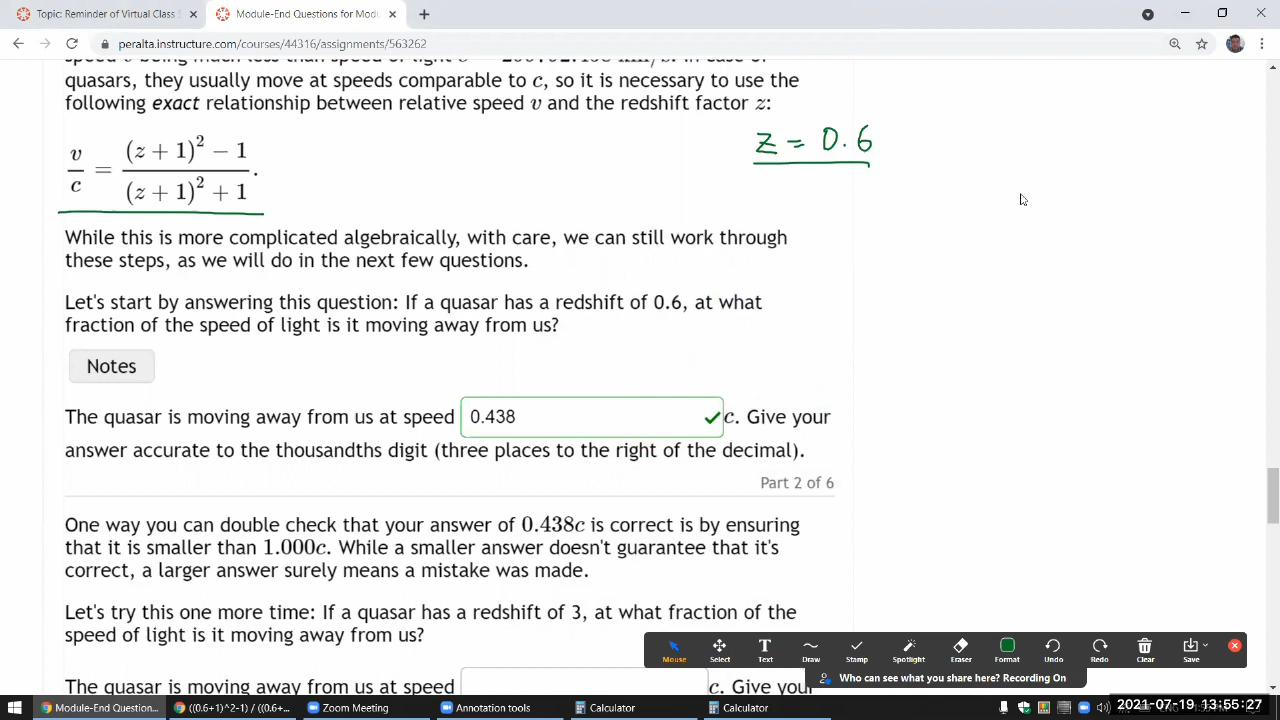 Topic: Reminder of Virtual Class
Module-End Questions for Module
peralta.instructure.com/courses/44316/assignments/563262
quasars, they usually move at speeds comparable to c, so it is necessary to use the
following exact relationship between relative speed v and the redshift factor z:
z = 0.6
v/c = ((z + 1)² − 1)/((z + 1)² + 1).
While this is more complicated algebraically, with care, we can still work through
these steps, as we will do in the next few questions.
Let's start by answering this question: If a quasar has a redshift of 0.6, at what
fraction of the speed of light is it moving away from us?
Notes
The quasar is moving away from us at speed 0.438 c. Give your
answer accurate to the thousandths digit (three places to the right of the decimal).
Part 2 of 6
One way you can double check that your answer of 0.438c is correct is by ensuring
that it is smaller than 1.000c. While a smaller answer doesn't guarantee that it's
correct, a larger answer surely means a mistake was made.
Let's try this one more time: If a quasar has a redshift of 3, at what fraction of the
speed of light is it moving away from us?
Mouse Select Text Draw Stamp Spotlight Eraser Format Undo Redo Clear Save
Who can see what you share here? Recording On
The quasar is moving away from us at speed c. Give your
Module-End Question... ((0.6+1)^2-1) / ((0.6+... Zoom Meeting Annotation tools Calculator Calculator 2021-07-19 13:55:27